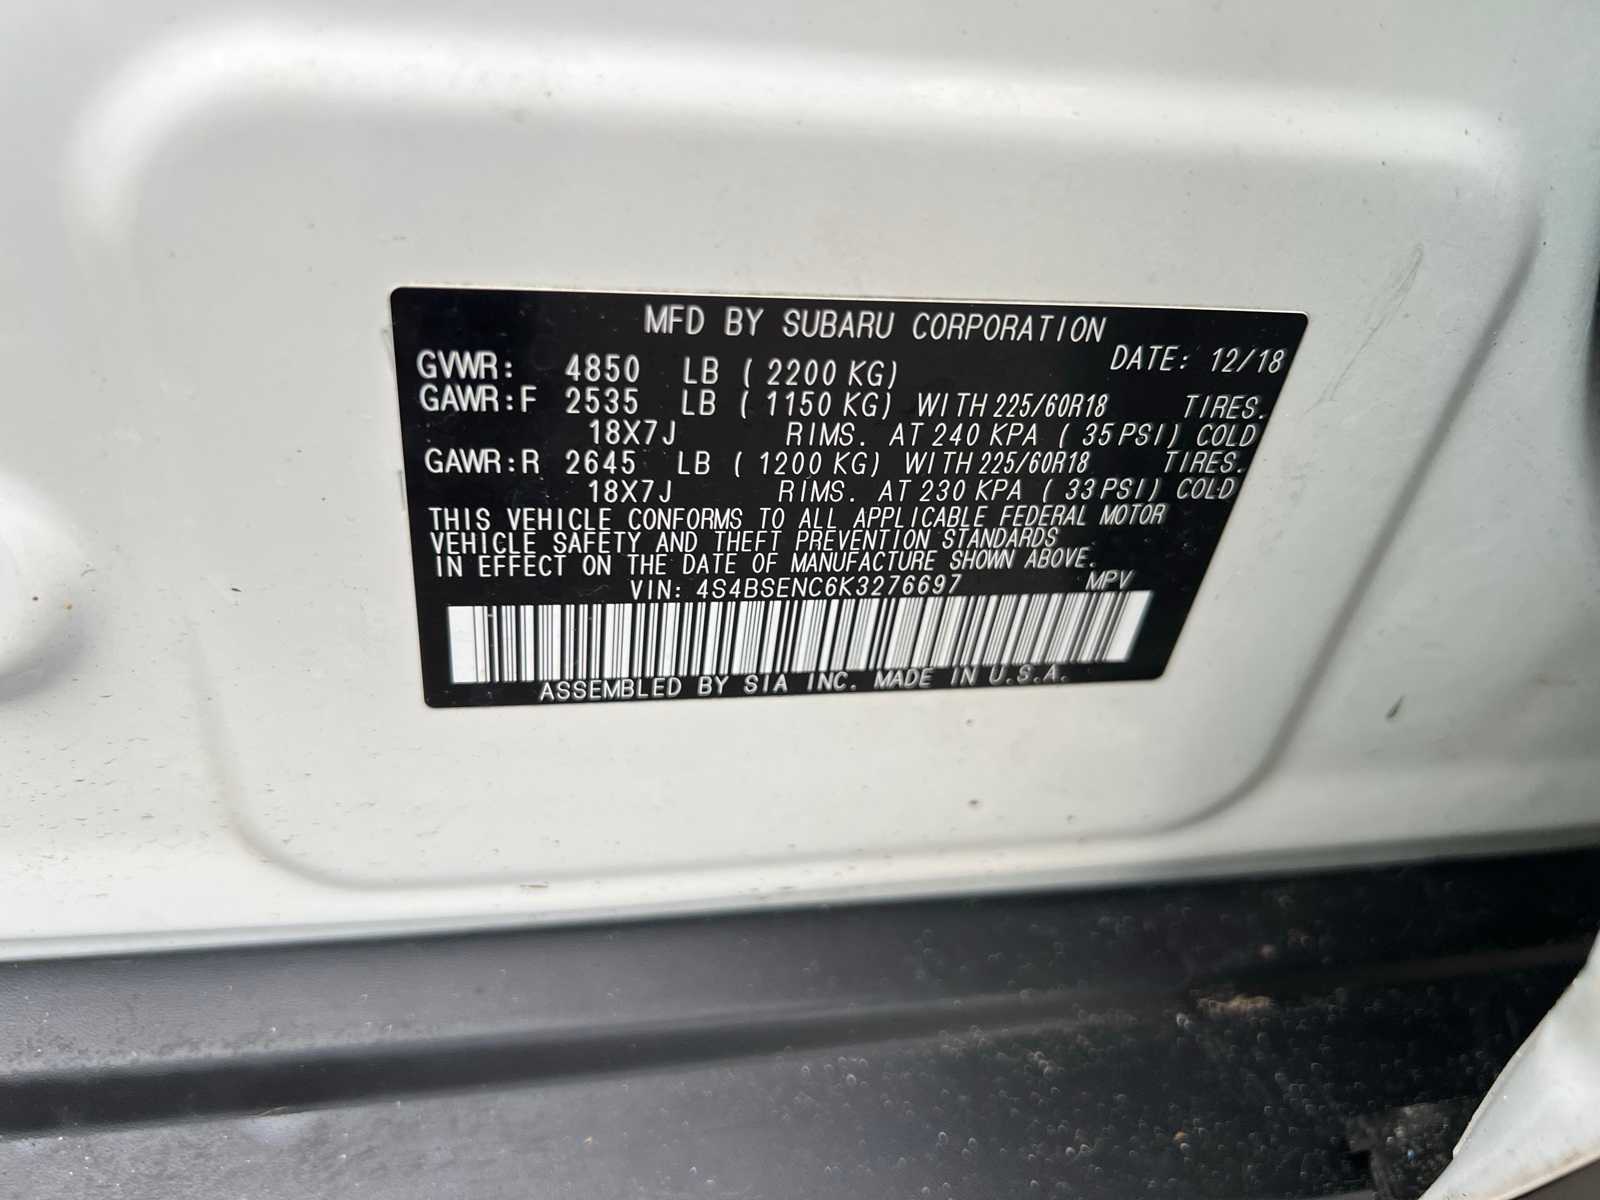 MFD BY SUBARU CORPORATION
DATE: 12/18
GVWR: 4850 LB ( 2200 KG)
GAWR:F 2535 LB ( 1150 KG) WITH 225/60R18 TIRES.
18X7J RIMS. AT 240 KPA ( 35 PSI) COLD
GAWR:R 2645 LB ( 1200 KG) WITH 225/60R18 TIRES.
18X7J RIMS. AT 230 KPA ( 33 PSI) COLD
THIS VEHICLE CONFORMS TO ALL APPLICABLE FEDERAL MOTOR
VEHICLE SAFETY AND THEFT PREVENTION STANDARDS
IN EFFECT ON THE DATE OF MANUFACTURE SHOWN ABOVE.
VIN: 4S4BSENC6K3276697 MPV
ASSEMBLED BY SIA INC. MADE IN U.S.A.